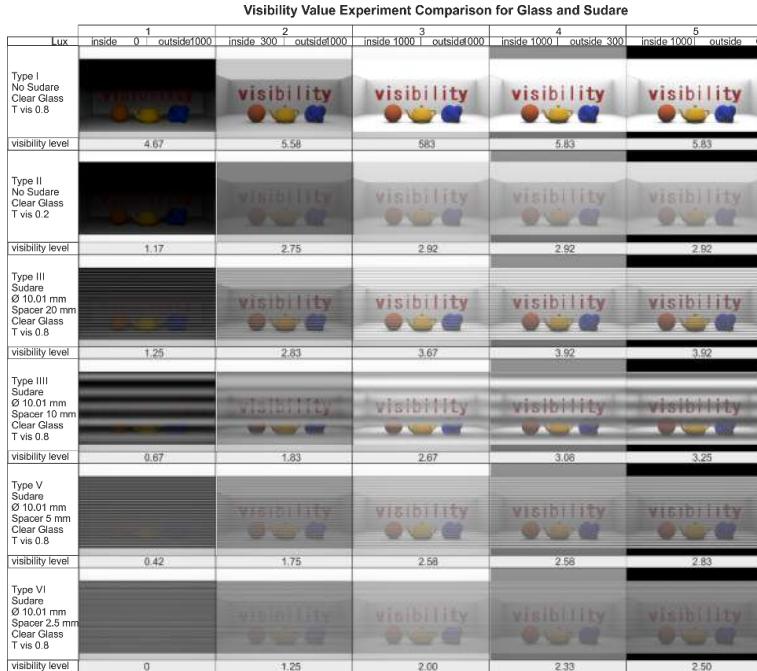 Visibility Value Experiment Comparison for Glass and Sudare
1 2 3 4 5
Lux inside 0 outside1000 inside 300 outside1000 inside 1000 outside1000 inside 1000 outside 300 inside 1000 outside
Type I
No Sudare
Clear Glass
T vis 0.8
visibility visibility visibility visibility visibility
visibility level 4.67 5.58 583 5.83 5.83
Type II
No Sudare
Clear Glass
T vis 0.2
visibility visibility visibility visibility visibility
visibility level 1.17 2.75 2.92 2.92 2.92
Type III
Sudare
Ø 10.01 mm
Spacer 20 mm
Clear Glass
T vis 0.8
visibility visibility visibility visibility
visibility level 1.25 2.83 3.67 3.92 3.92
Type IIII
Sudare
Ø 10.01 mm
Spacer 10 mm
Clear Glass
T vis 0.8
visibility visibility visibility visibility
visibility level 0.67 1.83 2.67 3.08 3.25
Type V
Sudare
Ø 10.01 mm
Spacer 5 mm
Clear Glass
T vis 0.8
visibility visibility visibility visibility
visibility level 0.42 1.75 2.58 2.58 2.83
Type VI
Sudare
Ø 10.01 mm
Spacer 2.5 mm
Clear Glass
T vis 0.8
visibility visibility visibility visibility
visibility level 0 1.25 2.00 2.33 2.50